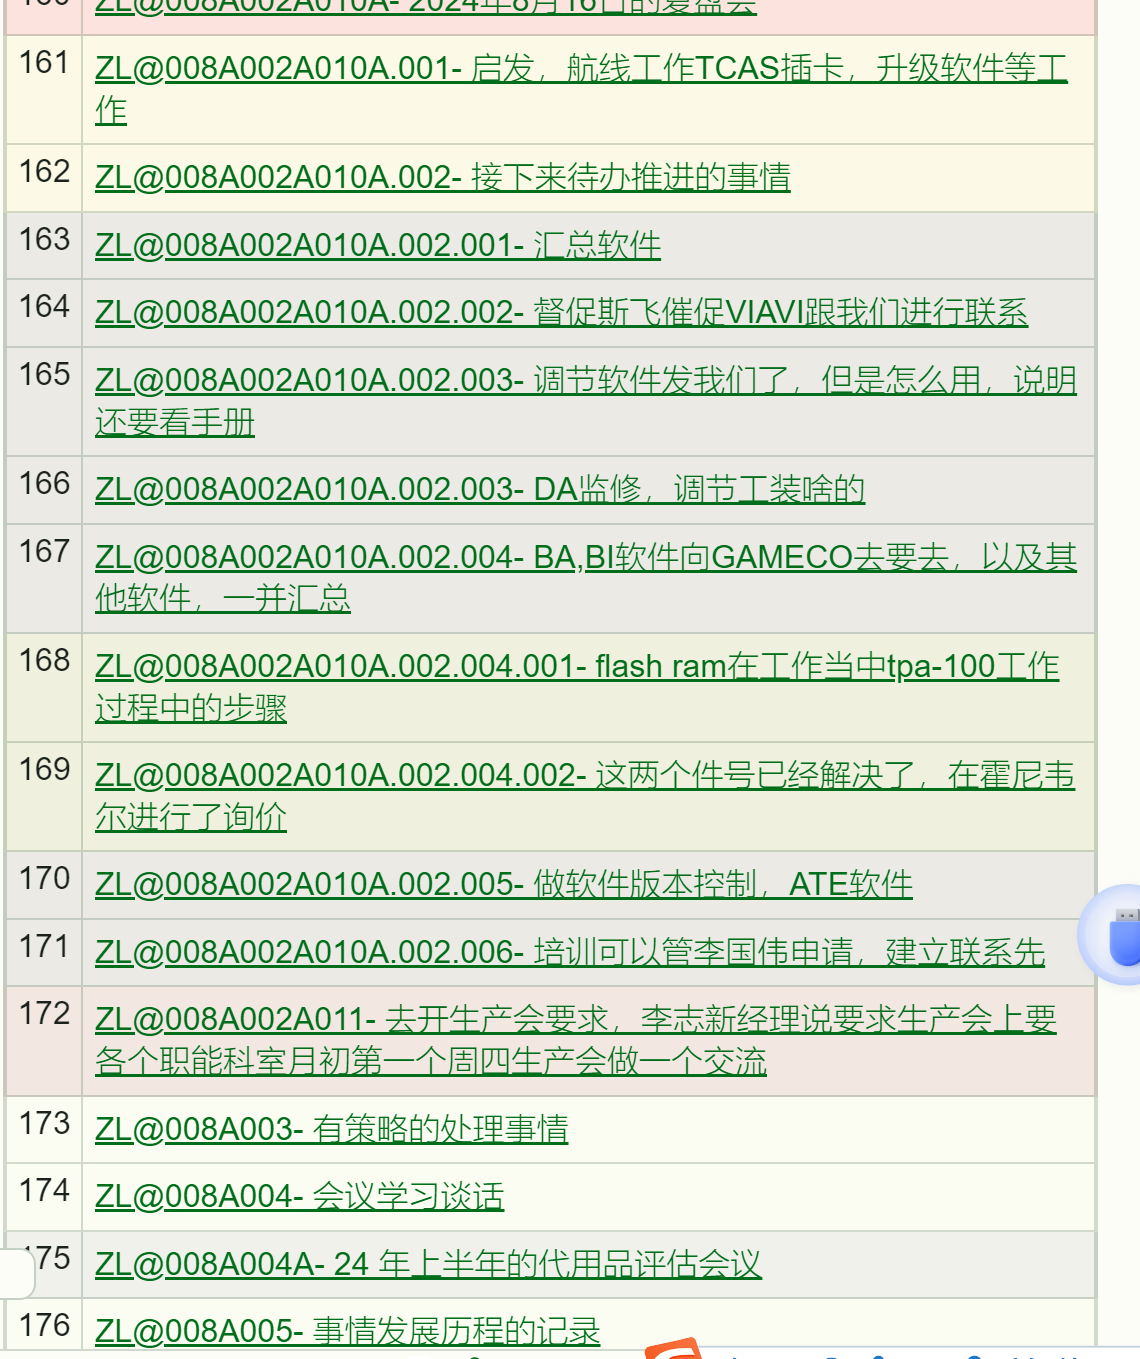 160 ZL@008A002A010A- 2024年8月16日的复盘会
161 ZL@008A002A010A.001- 启发，航线工作TCAS插卡，升级软件等工
作
162 ZL@008A002A010A.002- 接下来待办推进的事情
163 ZL@008A002A010A.002.001- 汇总软件
164 ZL@008A002A010A.002.002- 督促斯飞催促VIAVI跟我们进行联系
165 ZL@008A002A010A.002.003- 调节软件发我们了，但是怎么用，说明
还要看手册
166 ZL@008A002A010A.002.003- DA监修，调节工装啥的
167 ZL@008A002A010A.002.004- BA,BI软件向GAMECO去要去，以及其
他软件，一并汇总
168 ZL@008A002A010A.002.004.001- flash ram在工作当中tpa-100工作
过程中的步骤
169 ZL@008A002A010A.002.004.002- 这两个件号已经解决了，在霍尼韦
尔进行了询价
170 ZL@008A002A010A.002.005- 做软件版本控制，ATE软件
171 ZL@008A002A010A.002.006- 培训可以管李国伟申请，建立联系先
172 ZL@008A002A011- 去开生产会要求，李志新经理说要求生产会上要
各个职能科室月初第一个周四生产会做一个交流
173 ZL@008A003- 有策略的处理事情
174 ZL@008A004- 会议学习谈话
175 ZL@008A004A- 24 年上半年的代用品评估会议
176 ZL@008A005- 事情发展历程的记录